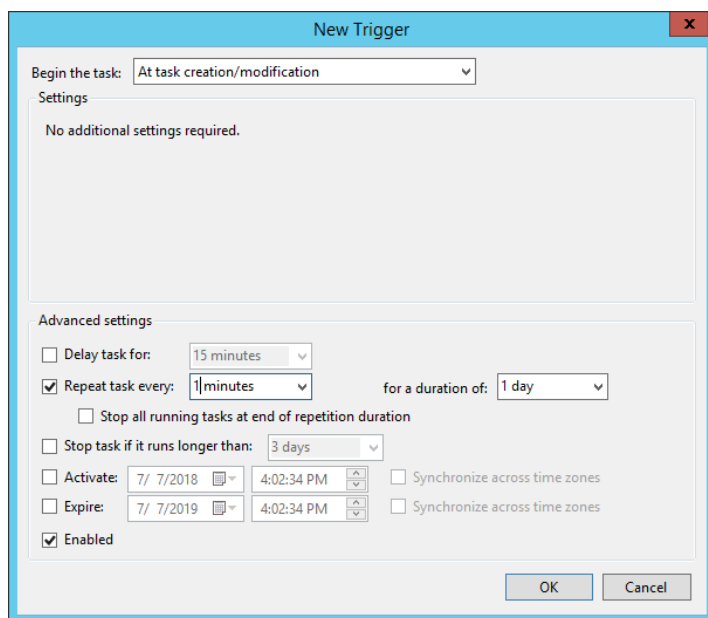 New Trigger
x
Begin the task: At task creation/modification
Settings
No additional settings required.
Advanced settings
Delay task for: 15 minutes
Repeat task every: 1 minutes for a duration of: 1 day
Stop all running tasks at end of repetition duration
Stop task if it runs longer than: 3 days
Activate: 7/ 7/2018 4:02:34 PM Synchronize across time zones
Expire: 7/ 7/2019 4:02:34 PM Synchronize across time zones
Enabled
OK Cancel